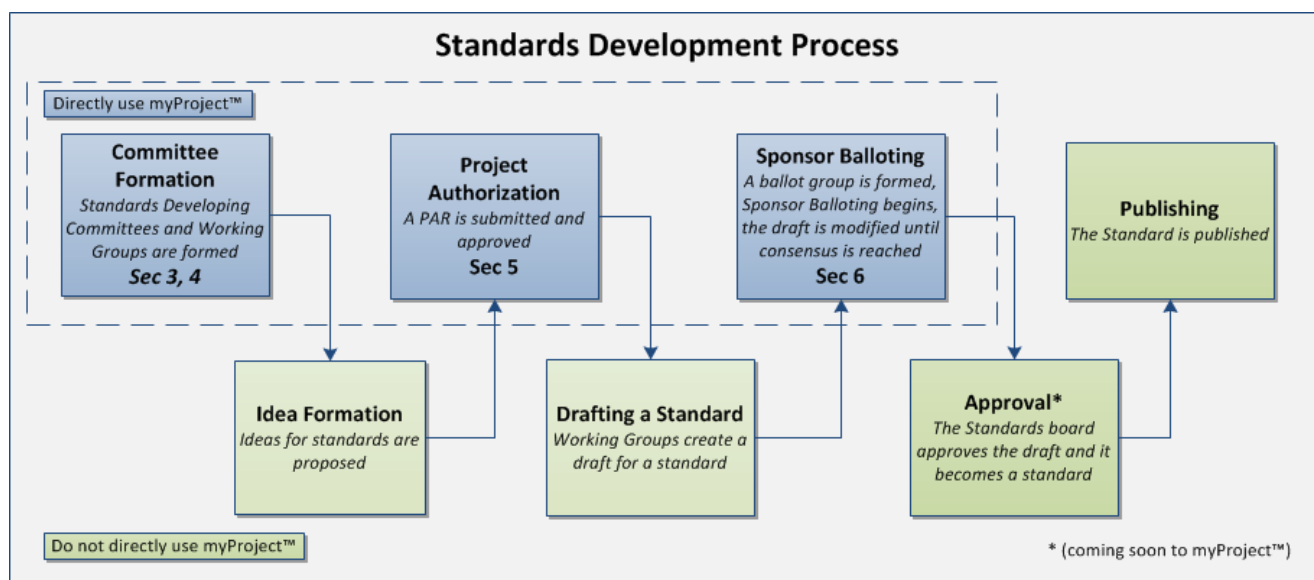 Standards Development Process
Directly use myProject™
Committee
Formation
Standards Developing
Committees and Working
Groups are formed
Sec 3, 4
Project
Authorization
A PAR is submitted and
approved
Sec 5
Sponsor Balloting
A ballot group is formed,
Sponsor Balloting begins,
the draft is modified until
consensus is reached
Sec 6
Publishing
The Standard is published
Idea Formation
Ideas for standards are
proposed
Drafting a Standard
Working Groups create a
draft for a standard
Approval*
The Standards board
approves the draft and it
becomes a standard
Do not directly use myProject™
* (coming soon to myProject™)